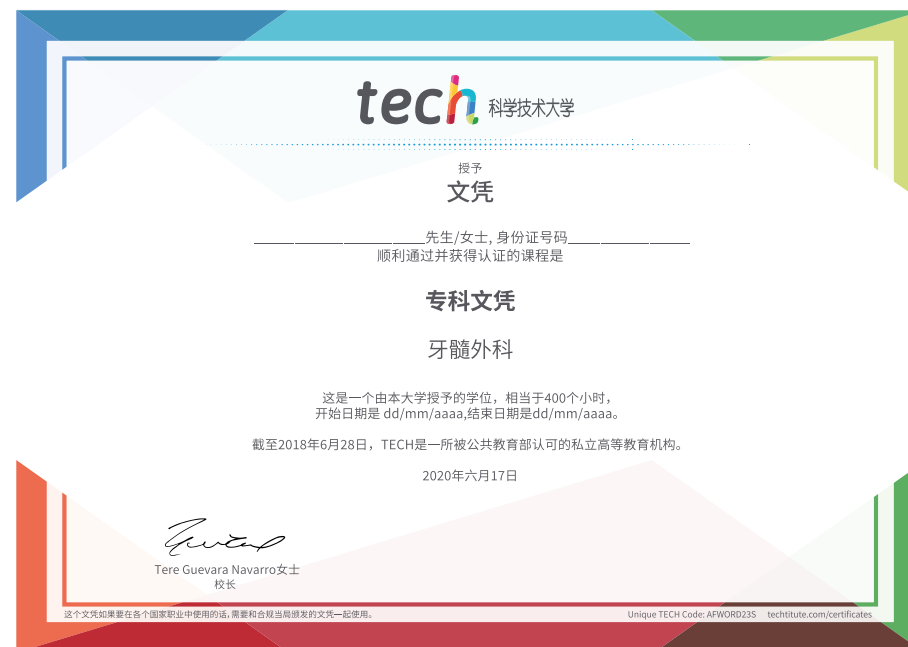 tech 科学技术大学
授予
文凭
________________先生/女士, 身份证号码____________
顺利通过并获得认证的课程是
专科文凭
牙髓外科
这是一个由本大学授予的学位，相当于400个小时，
开始日期是 dd/mm/aaaa,结束日期是dd/mm/aaaa。
截至2018年6月28日，TECH是一所被公共教育部认可的私立高等教育机构。
2020年六月17日
Tere Guevara Navarro女士
校长
这个文凭如果要在各个国家职业中使用的话,需要和合规当局颁发的文凭一起使用。
Unique TECH Code: AFWORD23S techtitute.com/certificates